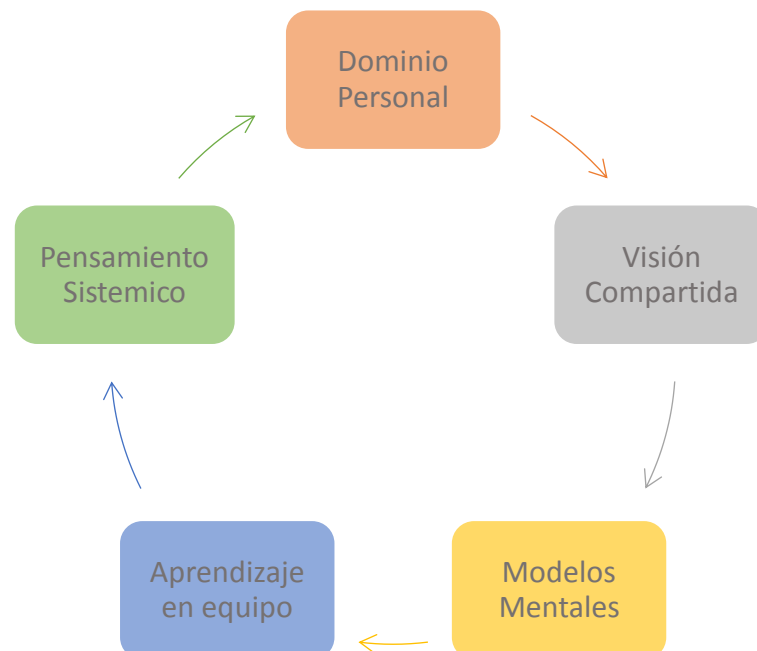 Dominio
Personal
Visión
Compartida
Modelos
Mentales
Aprendizaje
en equipo
Pensamiento
Sistemico